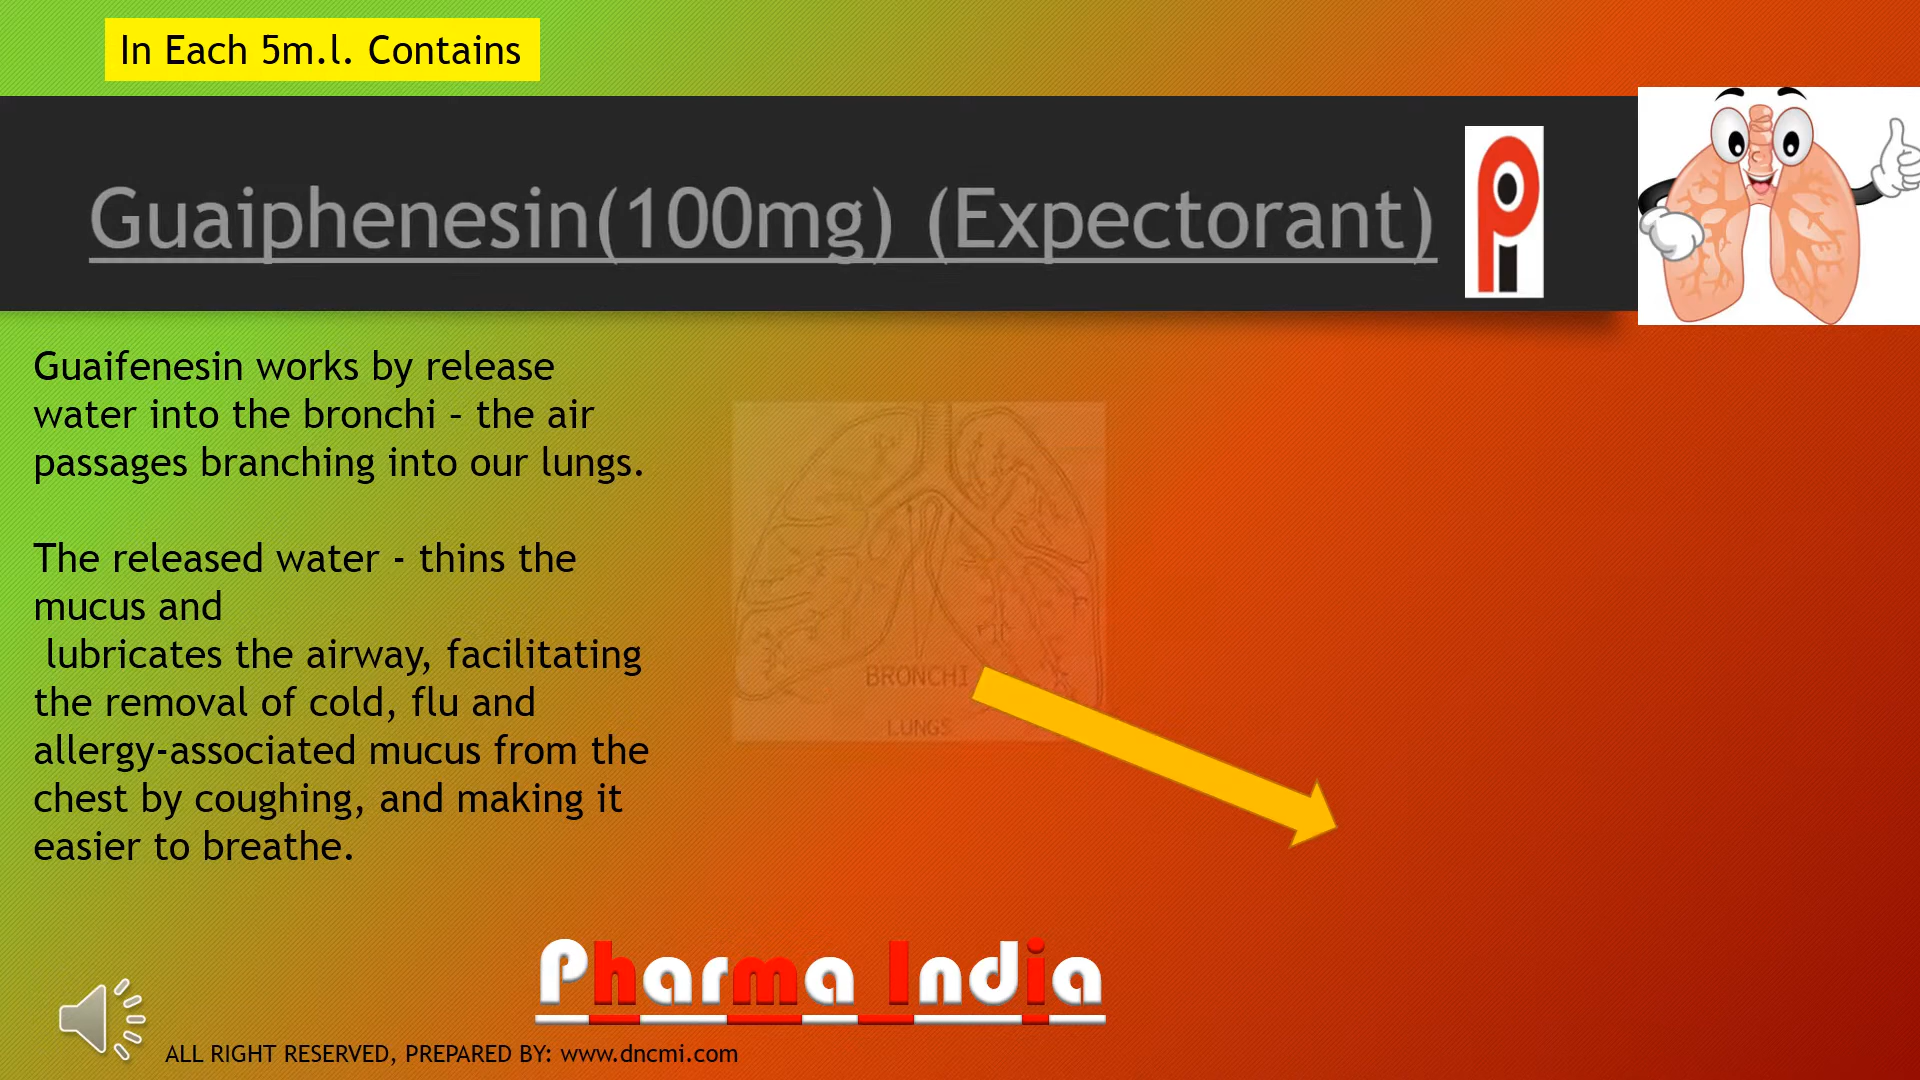 In Each 5m.l. Contains
Guaiphenesin(100mg) (Expectorant)
Guaifenesin works by release
water into the bronchi – the air
passages branching into our lungs.
The released water - thins the
mucus and
lubricates the airway, facilitating
the removal of cold, flu and
allergy-associated mucus from the
chest by coughing, and making it
easier to breathe.
BRONCHI
LUNGS
Pharma India
ALL RIGHT RESERVED, PREPARED BY: www.dncmi.com